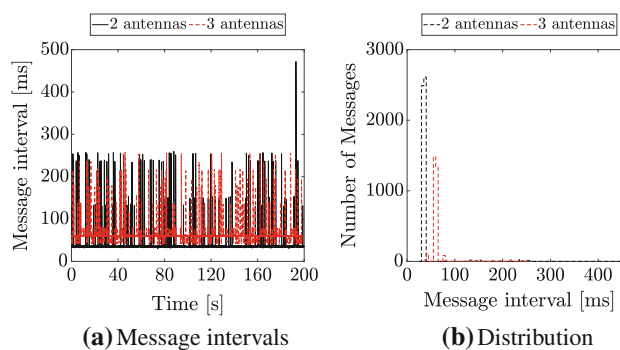 2 antennas 3 antennas
500
400
300
200
100
0
Message interval [ms]
0 40 80 120 160 200
Time [s]
(a) Message intervals
2 antennas 3 antennas
3000
2000
1000
0
Number of Messages
0 100 200 300 400
Message interval [ms]
(b) Distribution